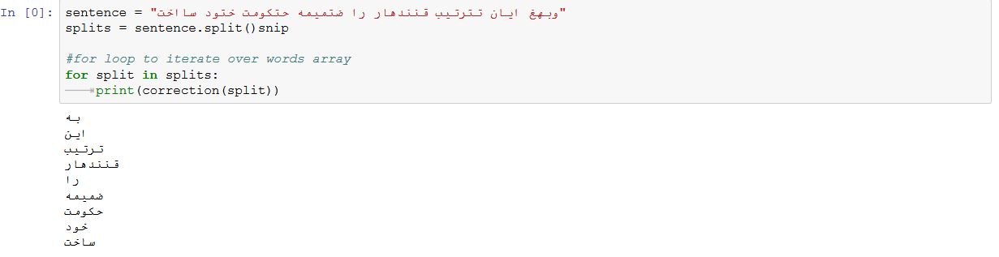 In [0]: sentence = "وبهغ ایان تترتیب قنندهار را ضتمیمه حتکومت ختود سااخت"
splits = sentence.split()snip
#for loop to iterate over words array
for split in splits:
print(correction(split))
به
این
ترتیب
قنندهار
را
ضمیمه
حکومت
خود
ساخت